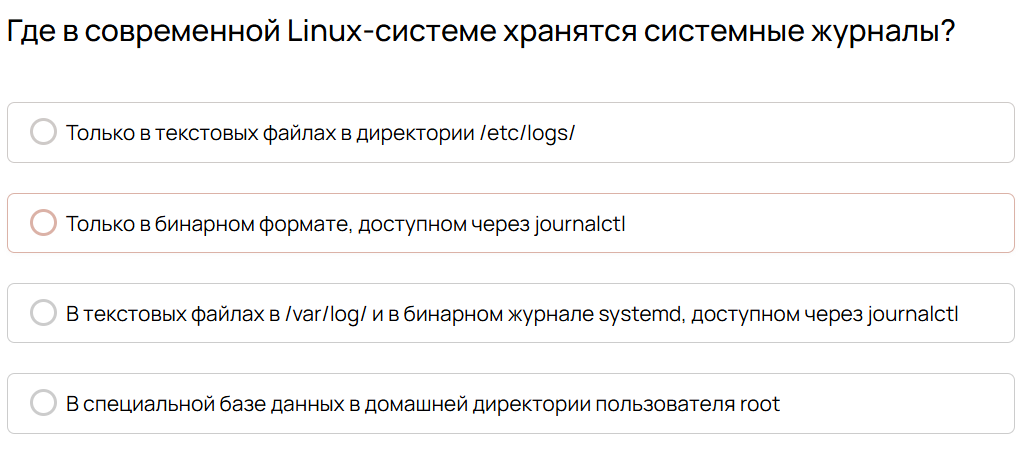 Где в современной Linux-системе хранятся системные журналы?
Только в текстовых файлах в директории /etc/logs/
Только в бинарном формате, доступном через journalctl
В текстовых файлах в /var/log/ и в бинарном журнале systemd, доступном через journalctl
В специальной базе данных в домашней директории пользователя root